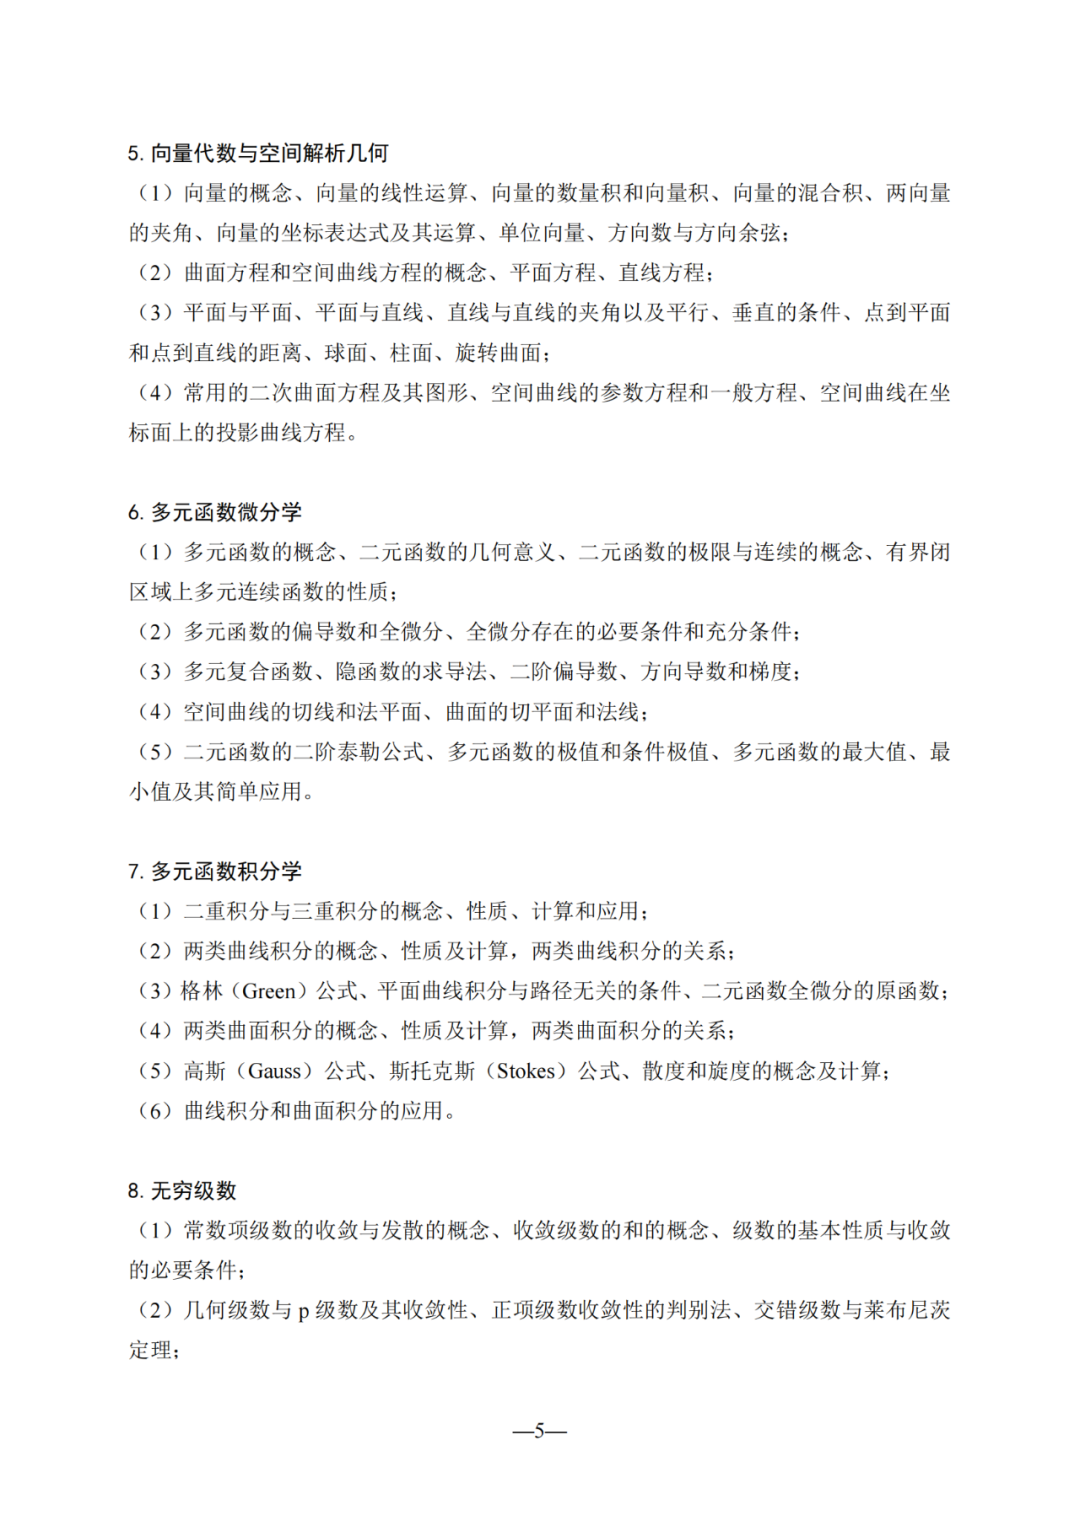 5. 向量代数与空间解析几何
（1）向量的概念、向量的线性运算、向量的数量积和向量积、向量的混合积、两向量
的夹角、向量的坐标表达式及其运算、单位向量、方向数与方向余弦；
（2）曲面方程和空间曲线方程的概念、平面方程、直线方程；
（3）平面与平面、平面与直线、直线与直线的夹角以及平行、垂直的条件、点到平面
和点到直线的距离、球面、柱面、旋转曲面；
（4）常用的二次曲面方程及其图形、空间曲线的参数方程和一般方程、空间曲线在坐
标面上的投影曲线方程。
6. 多元函数微分学
（1）多元函数的概念、二元函数的几何意义、二元函数的极限与连续的概念、有界闭
区域上多元连续函数的性质；
（2）多元函数的偏导数和全微分、全微分存在的必要条件和充分条件；
（3）多元复合函数、隐函数的求导法、二阶偏导数、方向导数和梯度；
（4）空间曲线的切线和法平面、曲面的切平面和法线；
（5）二元函数的二阶泰勒公式、多元函数的极值和条件极值、多元函数的最大值、最
小值及其简单应用。
7. 多元函数积分学
（1）二重积分与三重积分的概念、性质、计算和应用；
（2）两类曲线积分的概念、性质及计算，两类曲线积分的关系；
（3）格林（Green）公式、平面曲线积分与路径无关的条件、二元函数全微分的原函数；
（4）两类曲面积分的概念、性质及计算，两类曲面积分的关系；
（5）高斯（Gauss）公式、斯托克斯（Stokes）公式、散度和旋度的概念及计算；
（6）曲线积分和曲面积分的应用。
8. 无穷级数
（1）常数项级数的收敛与发散的概念、收敛级数的和的概念、级数的基本性质与收敛
的必要条件；
（2）几何级数与 p 级数及其收敛性、正项级数收敛性的判别法、交错级数与莱布尼茨
定理；
—5—